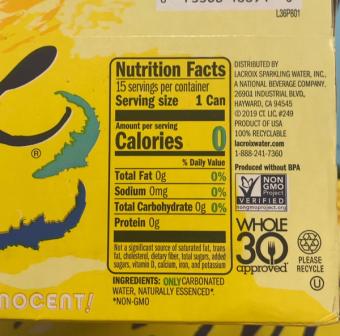 L36P801
Nutrition Facts
15 servings per container
Serving size 1 Can
Amount per serving
Calories 0
% Daily Value
Total Fat 0g 0%
Sodium 0mg 0%
Total Carbohydrate 0g 0%
Protein 0g
Not a significant source of saturated fat, trans
fat, cholesterol, dietary fiber, total sugars, added
sugars, vitamin D, calcium, iron, and potassium
INGREDIENTS: ONLY CARBONATED
WATER, NATURALLY ESSENCED*.
*NON-GMO
DISTRIBUTED BY
LACROIX SPARKLING WATER, INC.,
A NATIONAL BEVERAGE COMPANY.
26901 INDUSTRIAL BLVD.,
HAYWARD, CA 94545
© 2019 CT. LIC. #249
PRODUCT OF USA
100% RECYCLABLE
lacroixwater.com
1-888-241-7360
Produced without BPA
NON
GMO
Project
VERIFIED
nongmoproject.org
WHOLE
30
approved
PLEASE
RECYCLE
U
®
NOCENT!